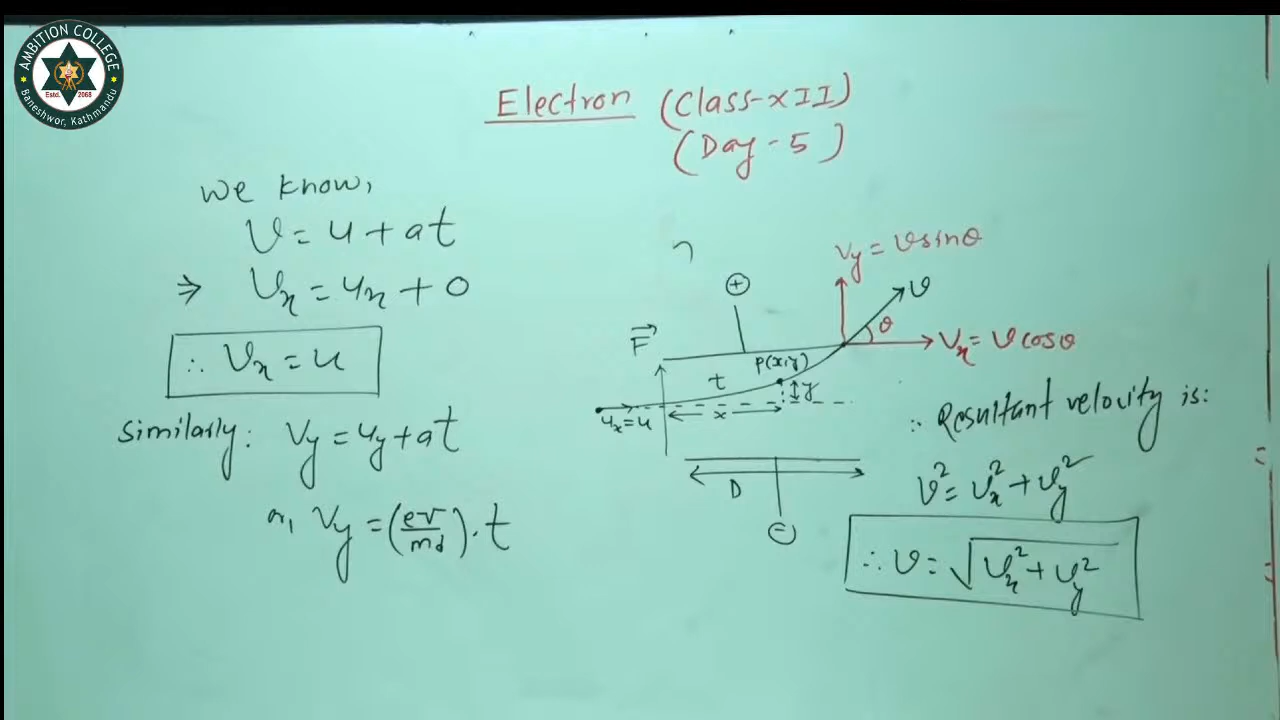 AMBITION COLLEGE
Estd. 2068
Baneshwor, Kathmandu
Electron (Class-XII)
(Day-5)
We know,
v = u + at
⇒ vx = ux + 0
∴ vx = u
Similarly: vy = uy + at
or, vy = (eV/md) · t
vy = v sinθ
+
v
θ
F
vx = v cosθ
P(x,y)
t
y
ux = u
x
D
−
∴ Resultant velocity is:
v² = vx² + vy²
∴ v = √(vx² + vy²)